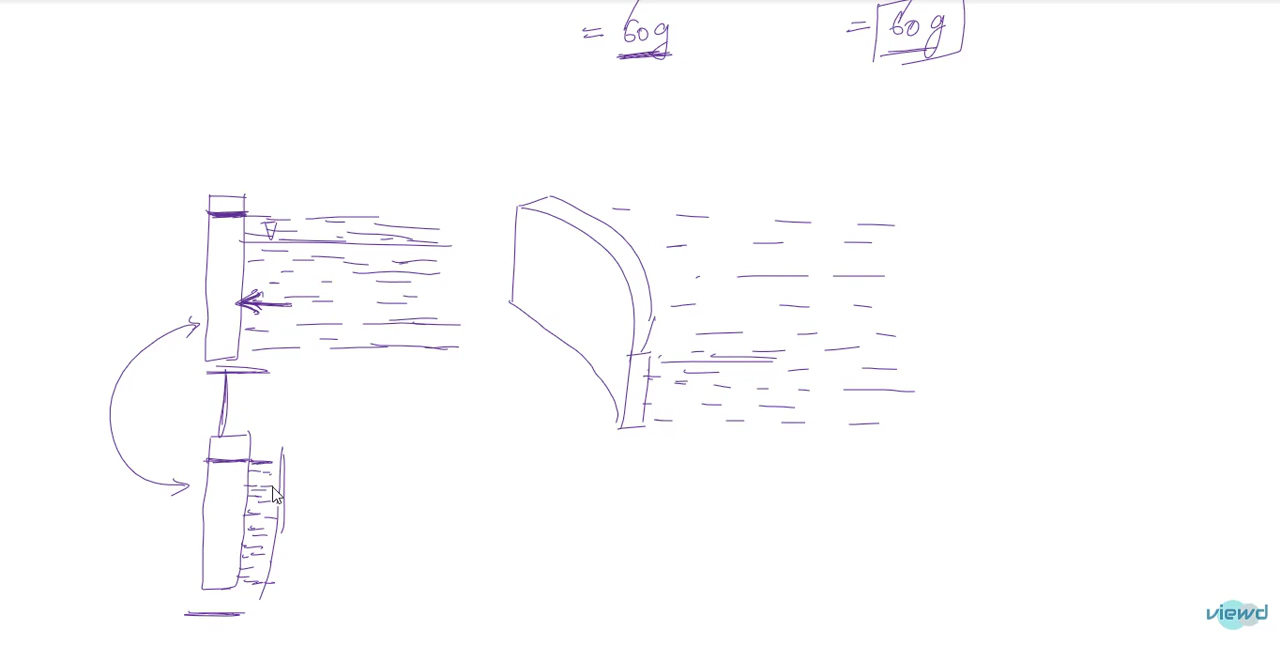 = 60g = 60g
viewd